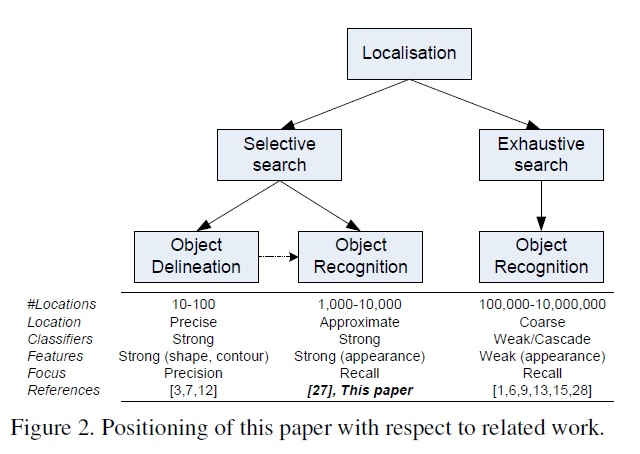 Localisation
Selective
search
Exhaustive
search
Object
Delineation
Object
Recognition
Object
Recognition
#Locations 10-100 1,000-10,000 100,000-10,000,000
Location Precise Approximate Coarse
Classifiers Strong Strong Weak/Cascade
Features Strong (shape, contour) Strong (appearance) Weak (appearance)
Focus Precision Recall Recall
References [3,7,12] [27], This paper [1,6,9,13,15,28]
Figure 2. Positioning of this paper with respect to related work.